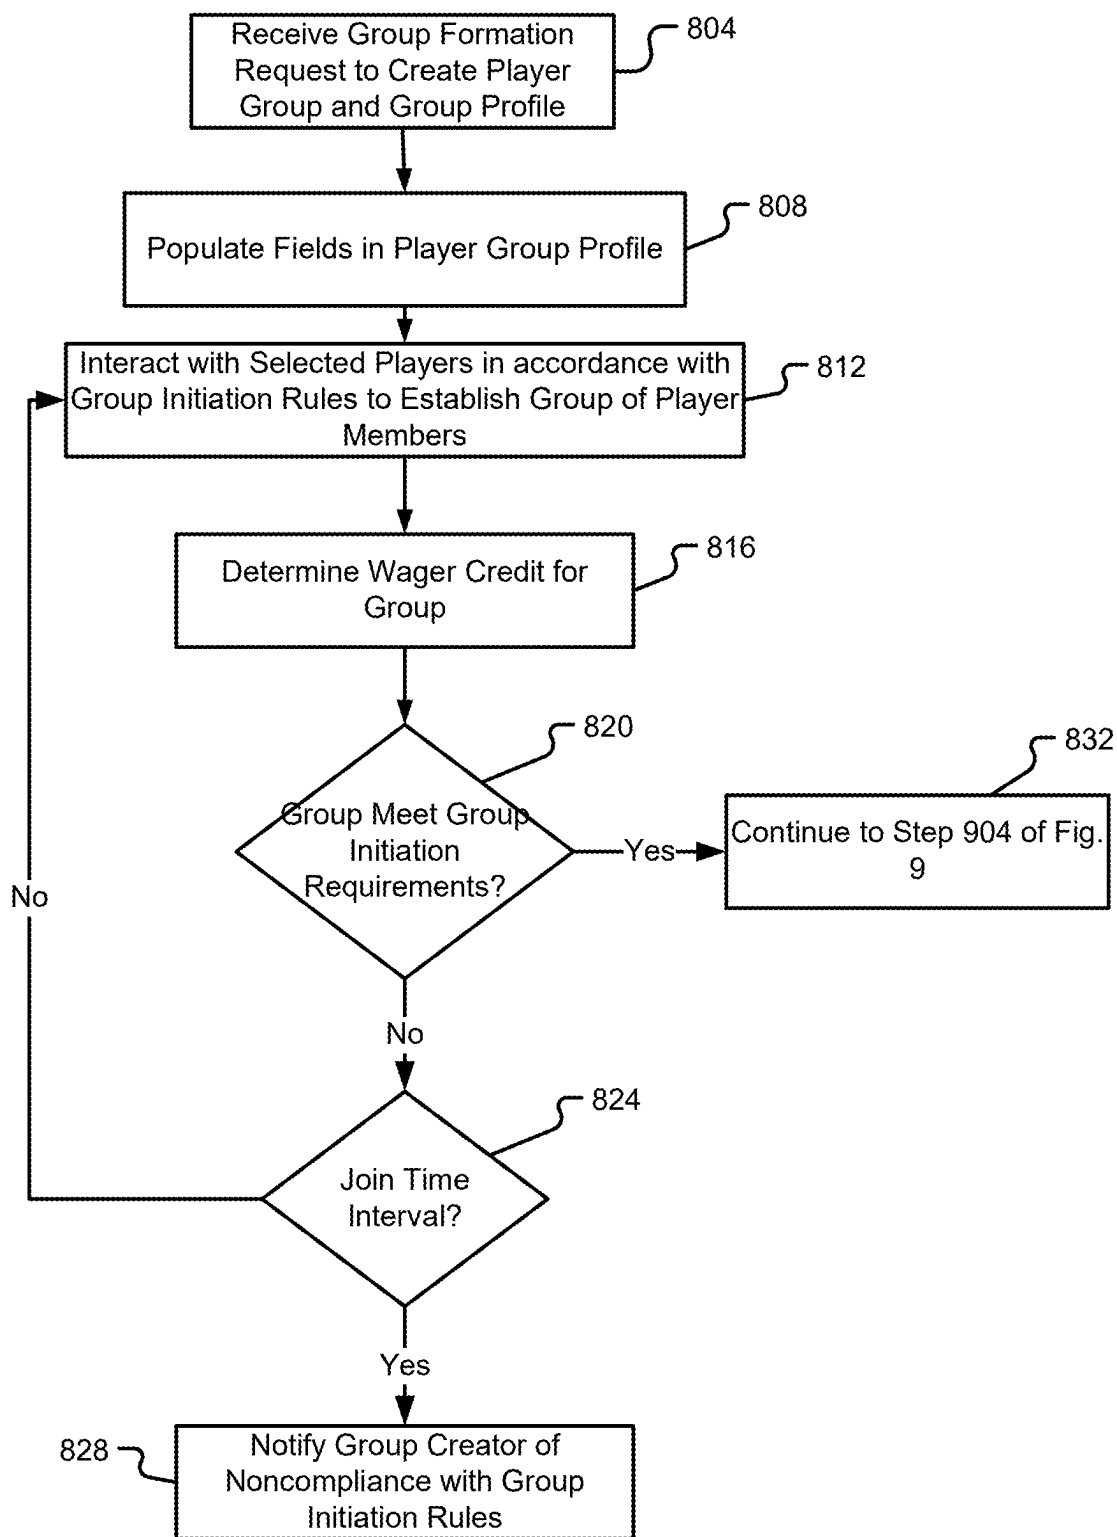 Receive Group Formation
Request to Create Player
Group and Group Profile
804
Populate Fields in Player Group Profile
808
Interact with Selected Players in accordance with
Group Initiation Rules to Establish Group of Player
Members
812
Determine Wager Credit for
Group
816
Group Meet Group
Initiation
Requirements?
820
Yes
Continue to Step 904 of Fig.
9
832
No
No
Join Time
Interval?
824
Yes
Notify Group Creator of
Noncompliance with Group
Initiation Rules
828